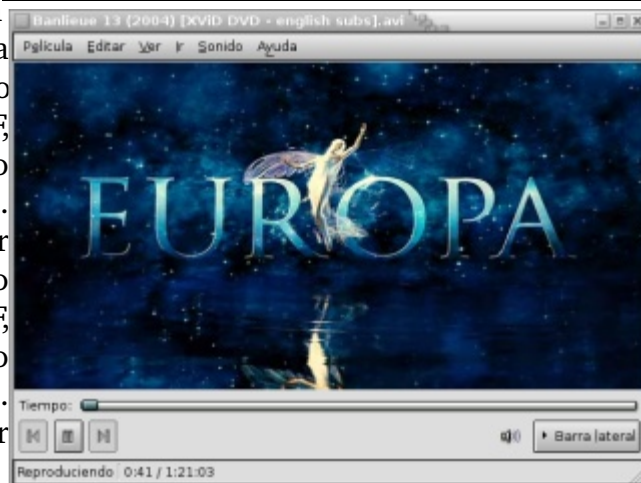 Banlieue 13 (2004) [XViD DVD - english subs].avi
Película Editar Ver Ir Sonido Ayuda
EUROPA
Tiempo:
Barra lateral
Reproduciendo 0:41 / 1:21:03